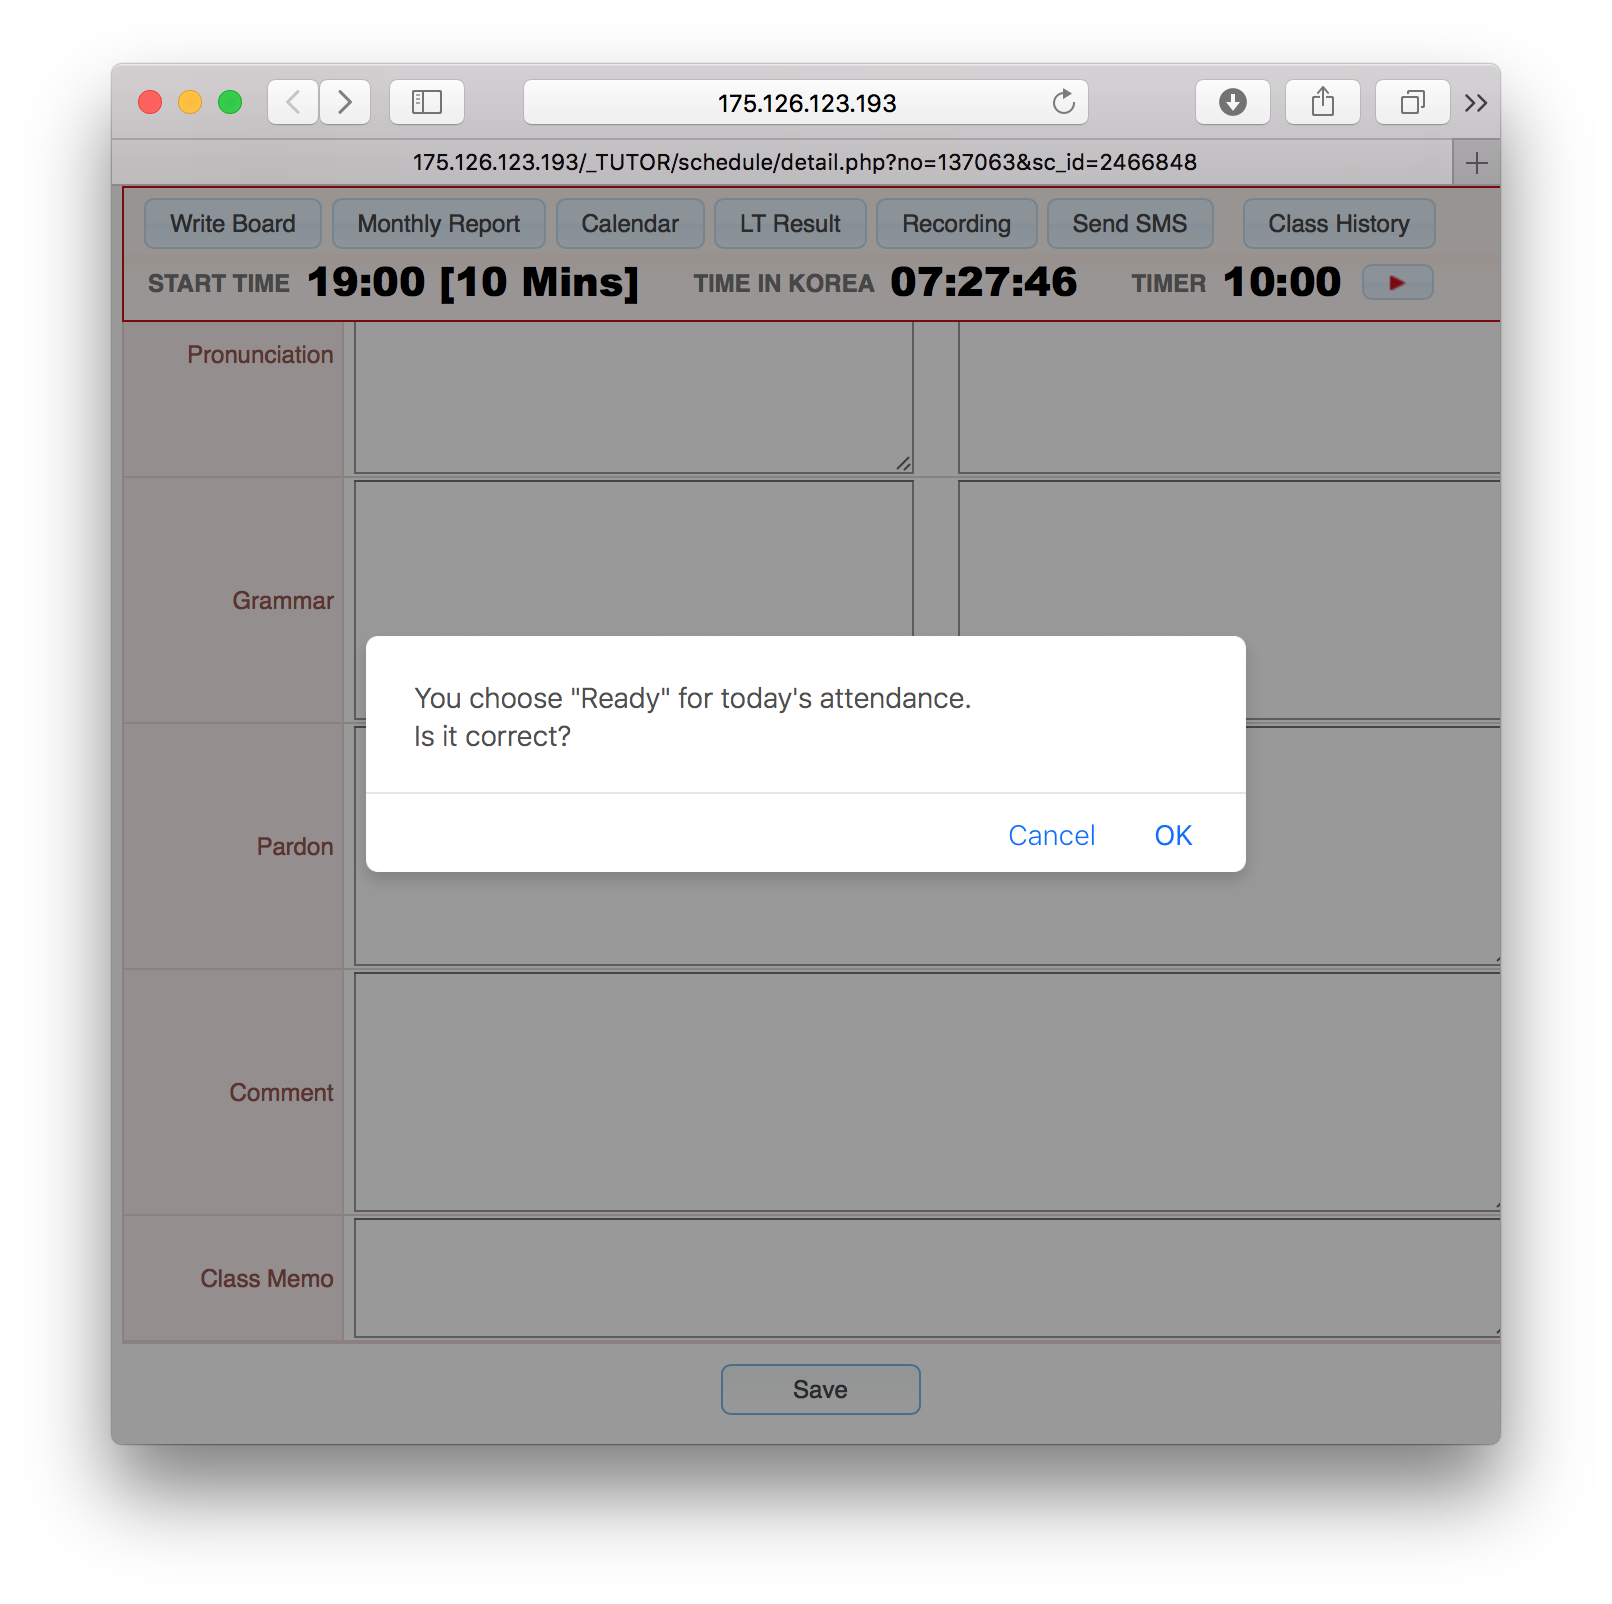 175.126.123.193
175.126.123.193/_TUTOR/schedule/detail.php?no=137063&sc_id=2466848
Write Board Monthly Report Calendar LT Result Recording Send SMS Class History
START TIME 19:00 [10 Mins] TIME IN KOREA 07:27:46 TIMER 10:00
Pronunciation
Grammar
You choose "Ready" for today's attendance.
Is it correct?
Cancel OK
Pardon
Comment
Class Memo
Save